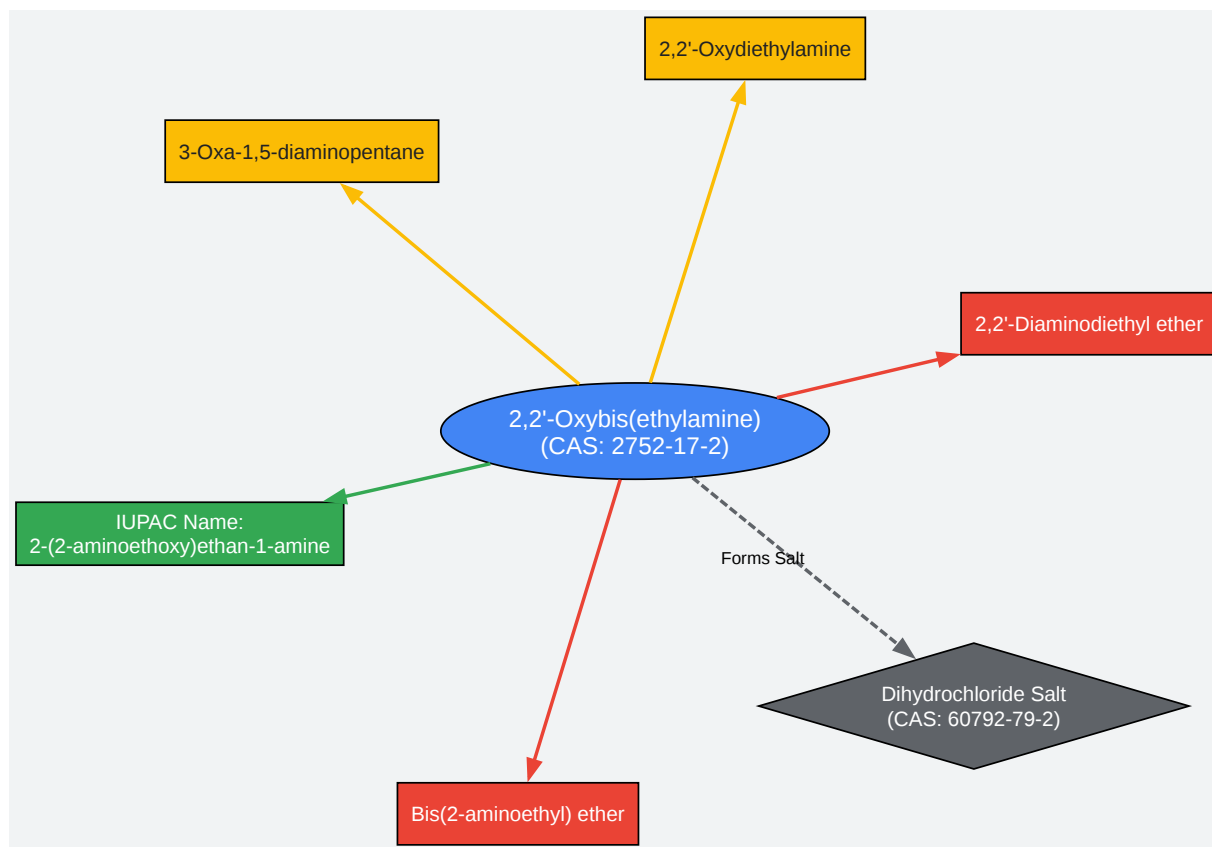 2,2'-Oxydiethylamine
3-Oxa-1,5-diaminopentane
2,2'-Diaminodiethyl ether
2,2'-Oxybis(ethylamine)
(CAS: 2752-17-2)
IUPAC Name:
2-(2-aminoethoxy)ethan-1-amine
Forms Salt
Dihydrochloride Salt
(CAS: 60792-79-2)
Bis(2-aminoethyl) ether